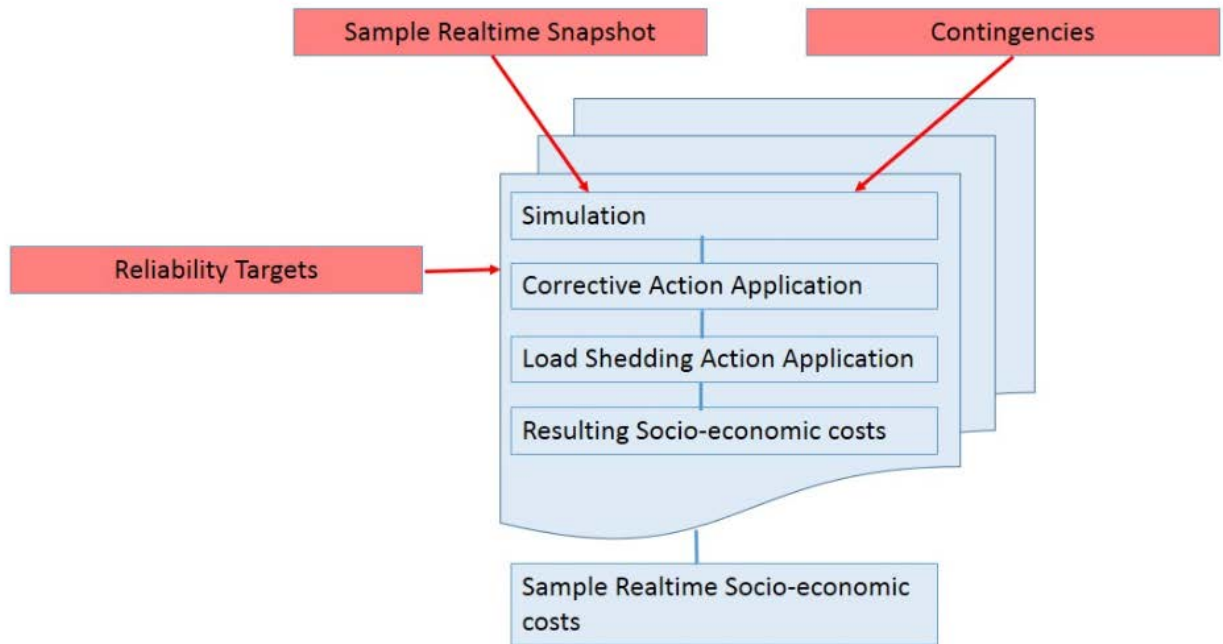 Sample Realtime Snapshot
Contingencies
Simulation
Reliability Targets
Corrective Action Application
Load Shedding Action Application
Resulting Socio-economic costs
Sample Realtime Socio-economic
costs